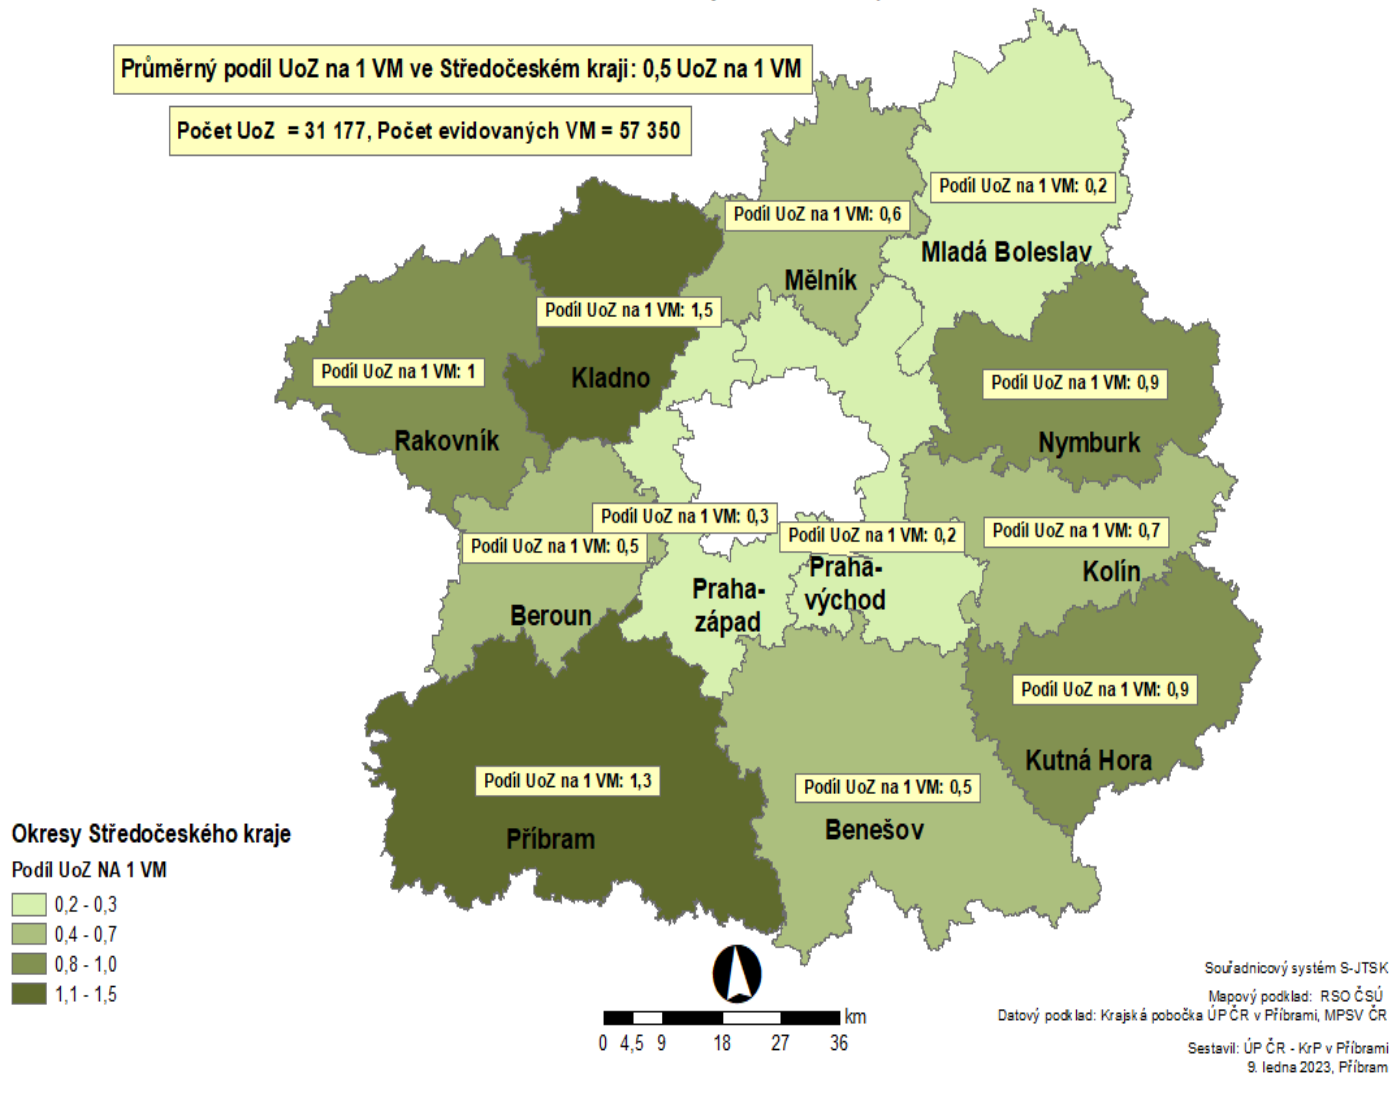 Průměrný podíl UoZ na 1 VM ve Středočeském kraji: 0,5 UoZ na 1 VM
Počet UoZ = 31 177, Počet evidovaných VM = 57 350
Podíl UoZ na 1 VM: 0,2
Mladá Boleslav
Podíl UoZ na 1 VM: 0,6
Mělník
Podíl UoZ na 1 VM: 1,5
Kladno
Podíl UoZ na 1 VM: 1
Rakovník
Podíl UoZ na 1 VM: 0,9
Nymburk
Podíl UoZ na 1 VM: 0,3
Praha-
západ
Podíl UoZ na 1 VM: 0,2
Praha-
východ
Podíl UoZ na 1 VM: 0,7
Kolín
Podíl UoZ na 1 VM: 0,5
Beroun
Podíl UoZ na 1 VM: 0,9
Kutná Hora
Podíl UoZ na 1 VM: 1,3
Příbram
Podíl UoZ na 1 VM: 0,5
Benešov
Okresy Středočeského kraje
Podíl UoZ NA 1 VM
0,2 - 0,3
0,4 - 0,7
0,8 - 1,0
1,1 - 1,5
km
0 4,5 9 18 27 36
Souřadnicový systém S-JTSK
Mapový podklad: RSO ČSÚ
Datový podklad: Krajská pobočka ÚP ČR v Příbrami, MPSV ČR
Sestavil: ÚP ČR - KrP v Příbrami
9. ledna 2023, Příbram